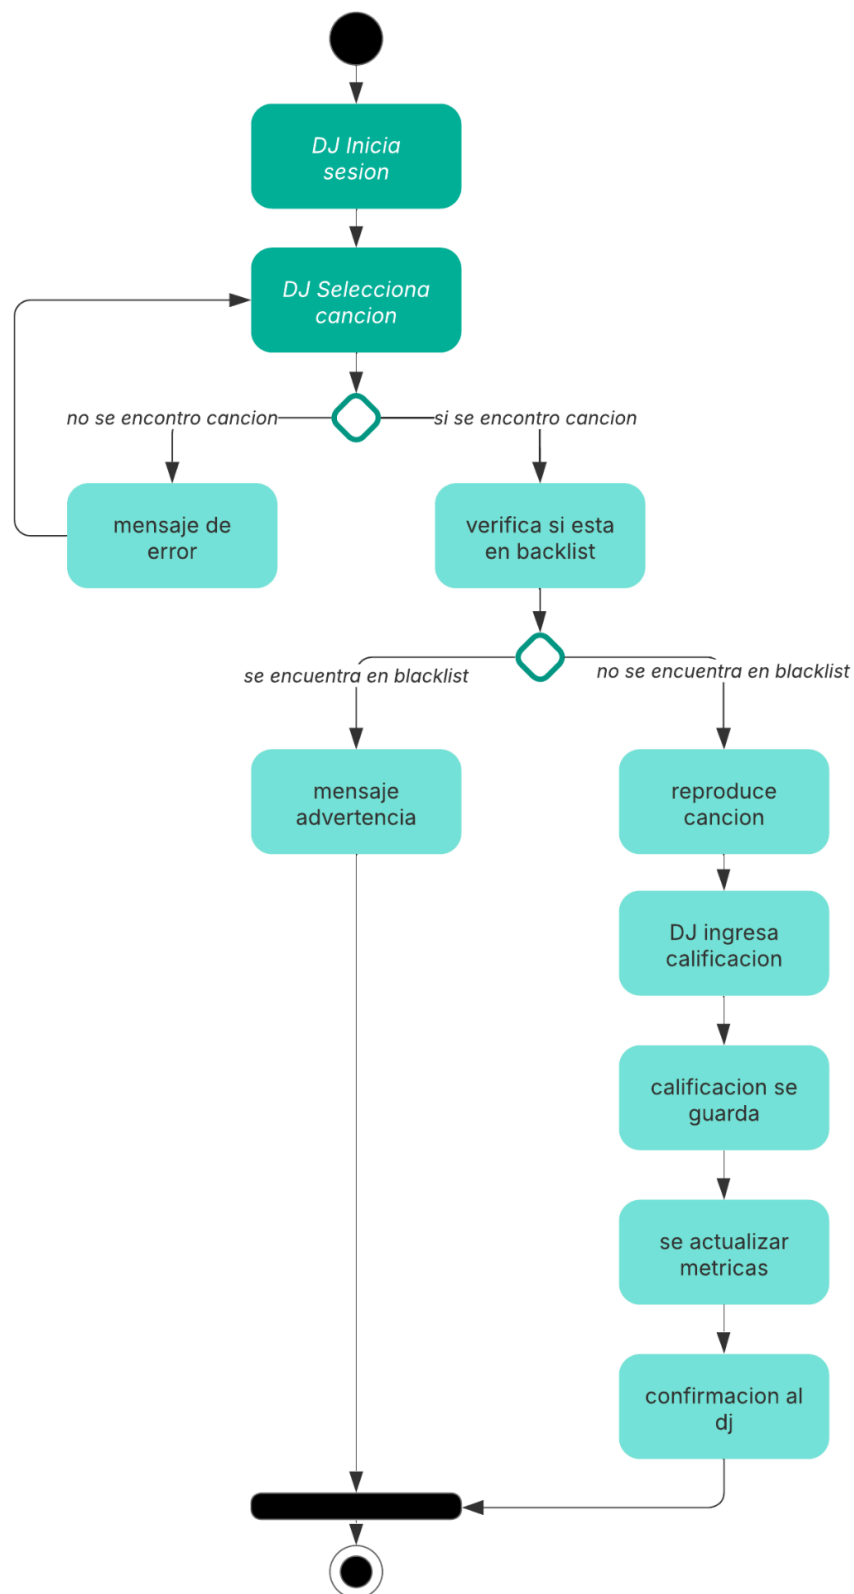 DJ Inicia
sesion
DJ Selecciona
cancion
no se encontro cancion
si se encontro cancion
mensaje de
error
verifica si esta
en backlist
se encuentra en blacklist
no se encuentra en blacklist
mensaje
advertencia
reproduce
cancion
DJ ingresa
calificacion
calificacion se
guarda
se actualizar
metricas
confirmacion al
dj